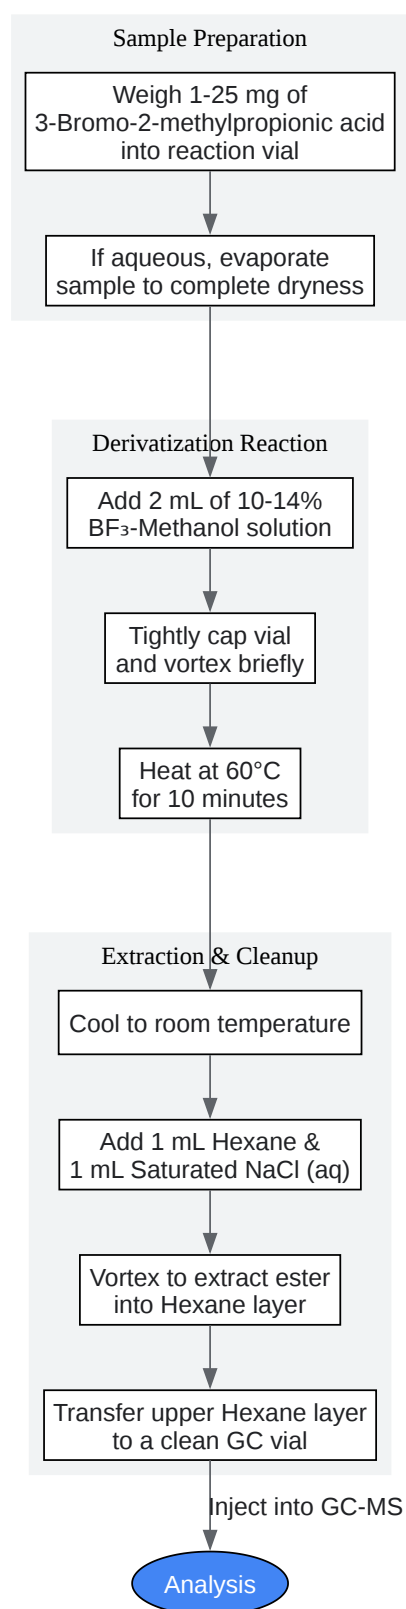 Sample Preparation
Weigh 1-25 mg of
3-Bromo-2-methylpropionic acid
into reaction vial
If aqueous, evaporate
sample to complete dryness
Derivatization Reaction
Add 2 mL of 10-14%
BF₃-Methanol solution
Tightly cap vial
and vortex briefly
Heat at 60°C
for 10 minutes
Extraction & Cleanup
Cool to room temperature
Add 1 mL Hexane &
1 mL Saturated NaCl (aq)
Vortex to extract ester
into Hexane layer
Transfer upper Hexane layer
to a clean GC vial
Inject into GC-MS
Analysis